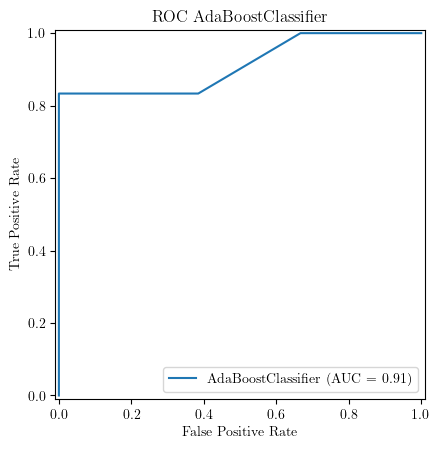 ROC AdaBoostClassifier
1.0
0.8
0.6
0.4
0.2
0.0
True Positive Rate
AdaBoostClassifier (AUC = 0.91)
0.0 0.2 0.4 0.6 0.8 1.0
False Positive Rate